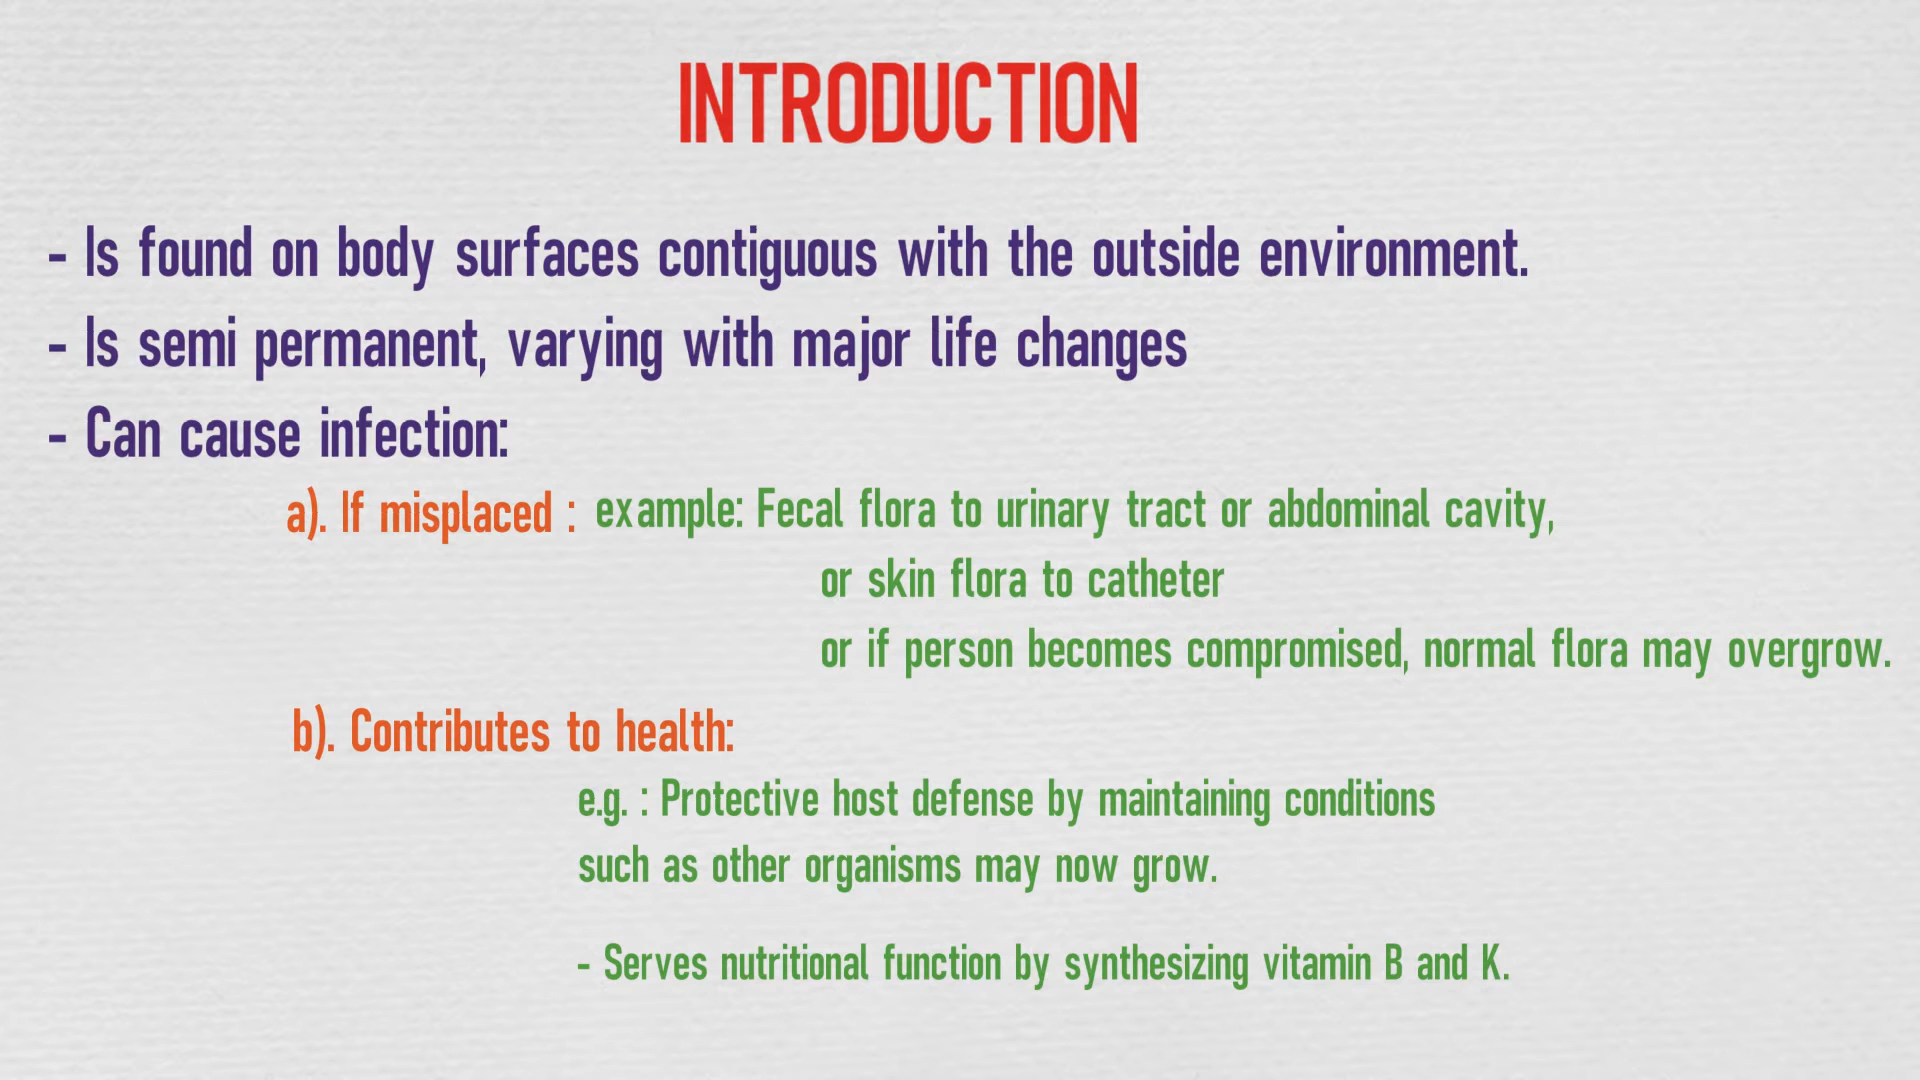 INTRODUCTION
- Is found on body surfaces contiguous with the outside environment.
- Is semi permanent, varying with major life changes
- Can cause infection:
a). If misplaced : example: Fecal flora to urinary tract or abdominal cavity,
or skin flora to catheter
or if person becomes compromised, normal flora may overgrow.
b). Contributes to health:
e.g. : Protective host defense by maintaining conditions
such as other organisms may now grow.
- Serves nutritional function by synthesizing vitamin B and K.